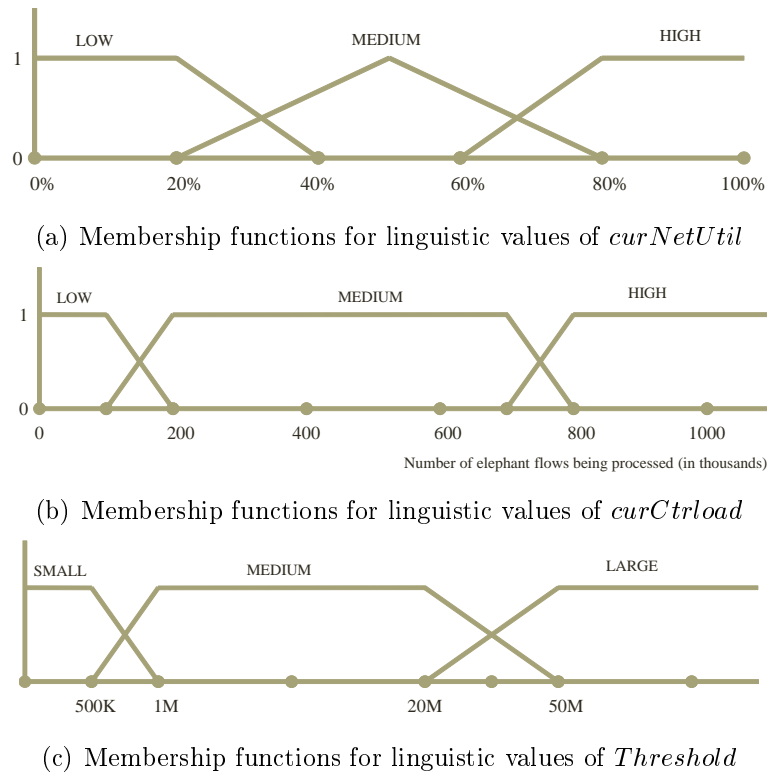 LOW MEDIUM HIGH
1
0
0% 20% 40% 60% 80% 100%
(a) Membership functions for linguistic values of curNetUtil
LOW MEDIUM HIGH
1
0
0 200 400 600 800 1000
Number of elephant flows being processed (in thousands)
(b) Membership functions for linguistic values of curCtrload
SMALL MEDIUM LARGE
500K 1M 20M 50M
(c) Membership functions for linguistic values of Threshold